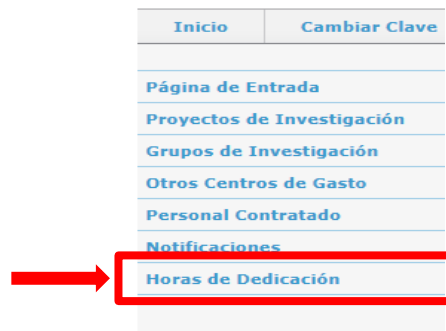 Inicio Cambiar Clave
Página de Entrada
Proyectos de Investigación
Grupos de Investigación
Otros Centros de Gasto
Personal Contratado
Notificaciones
Horas de Dedicación